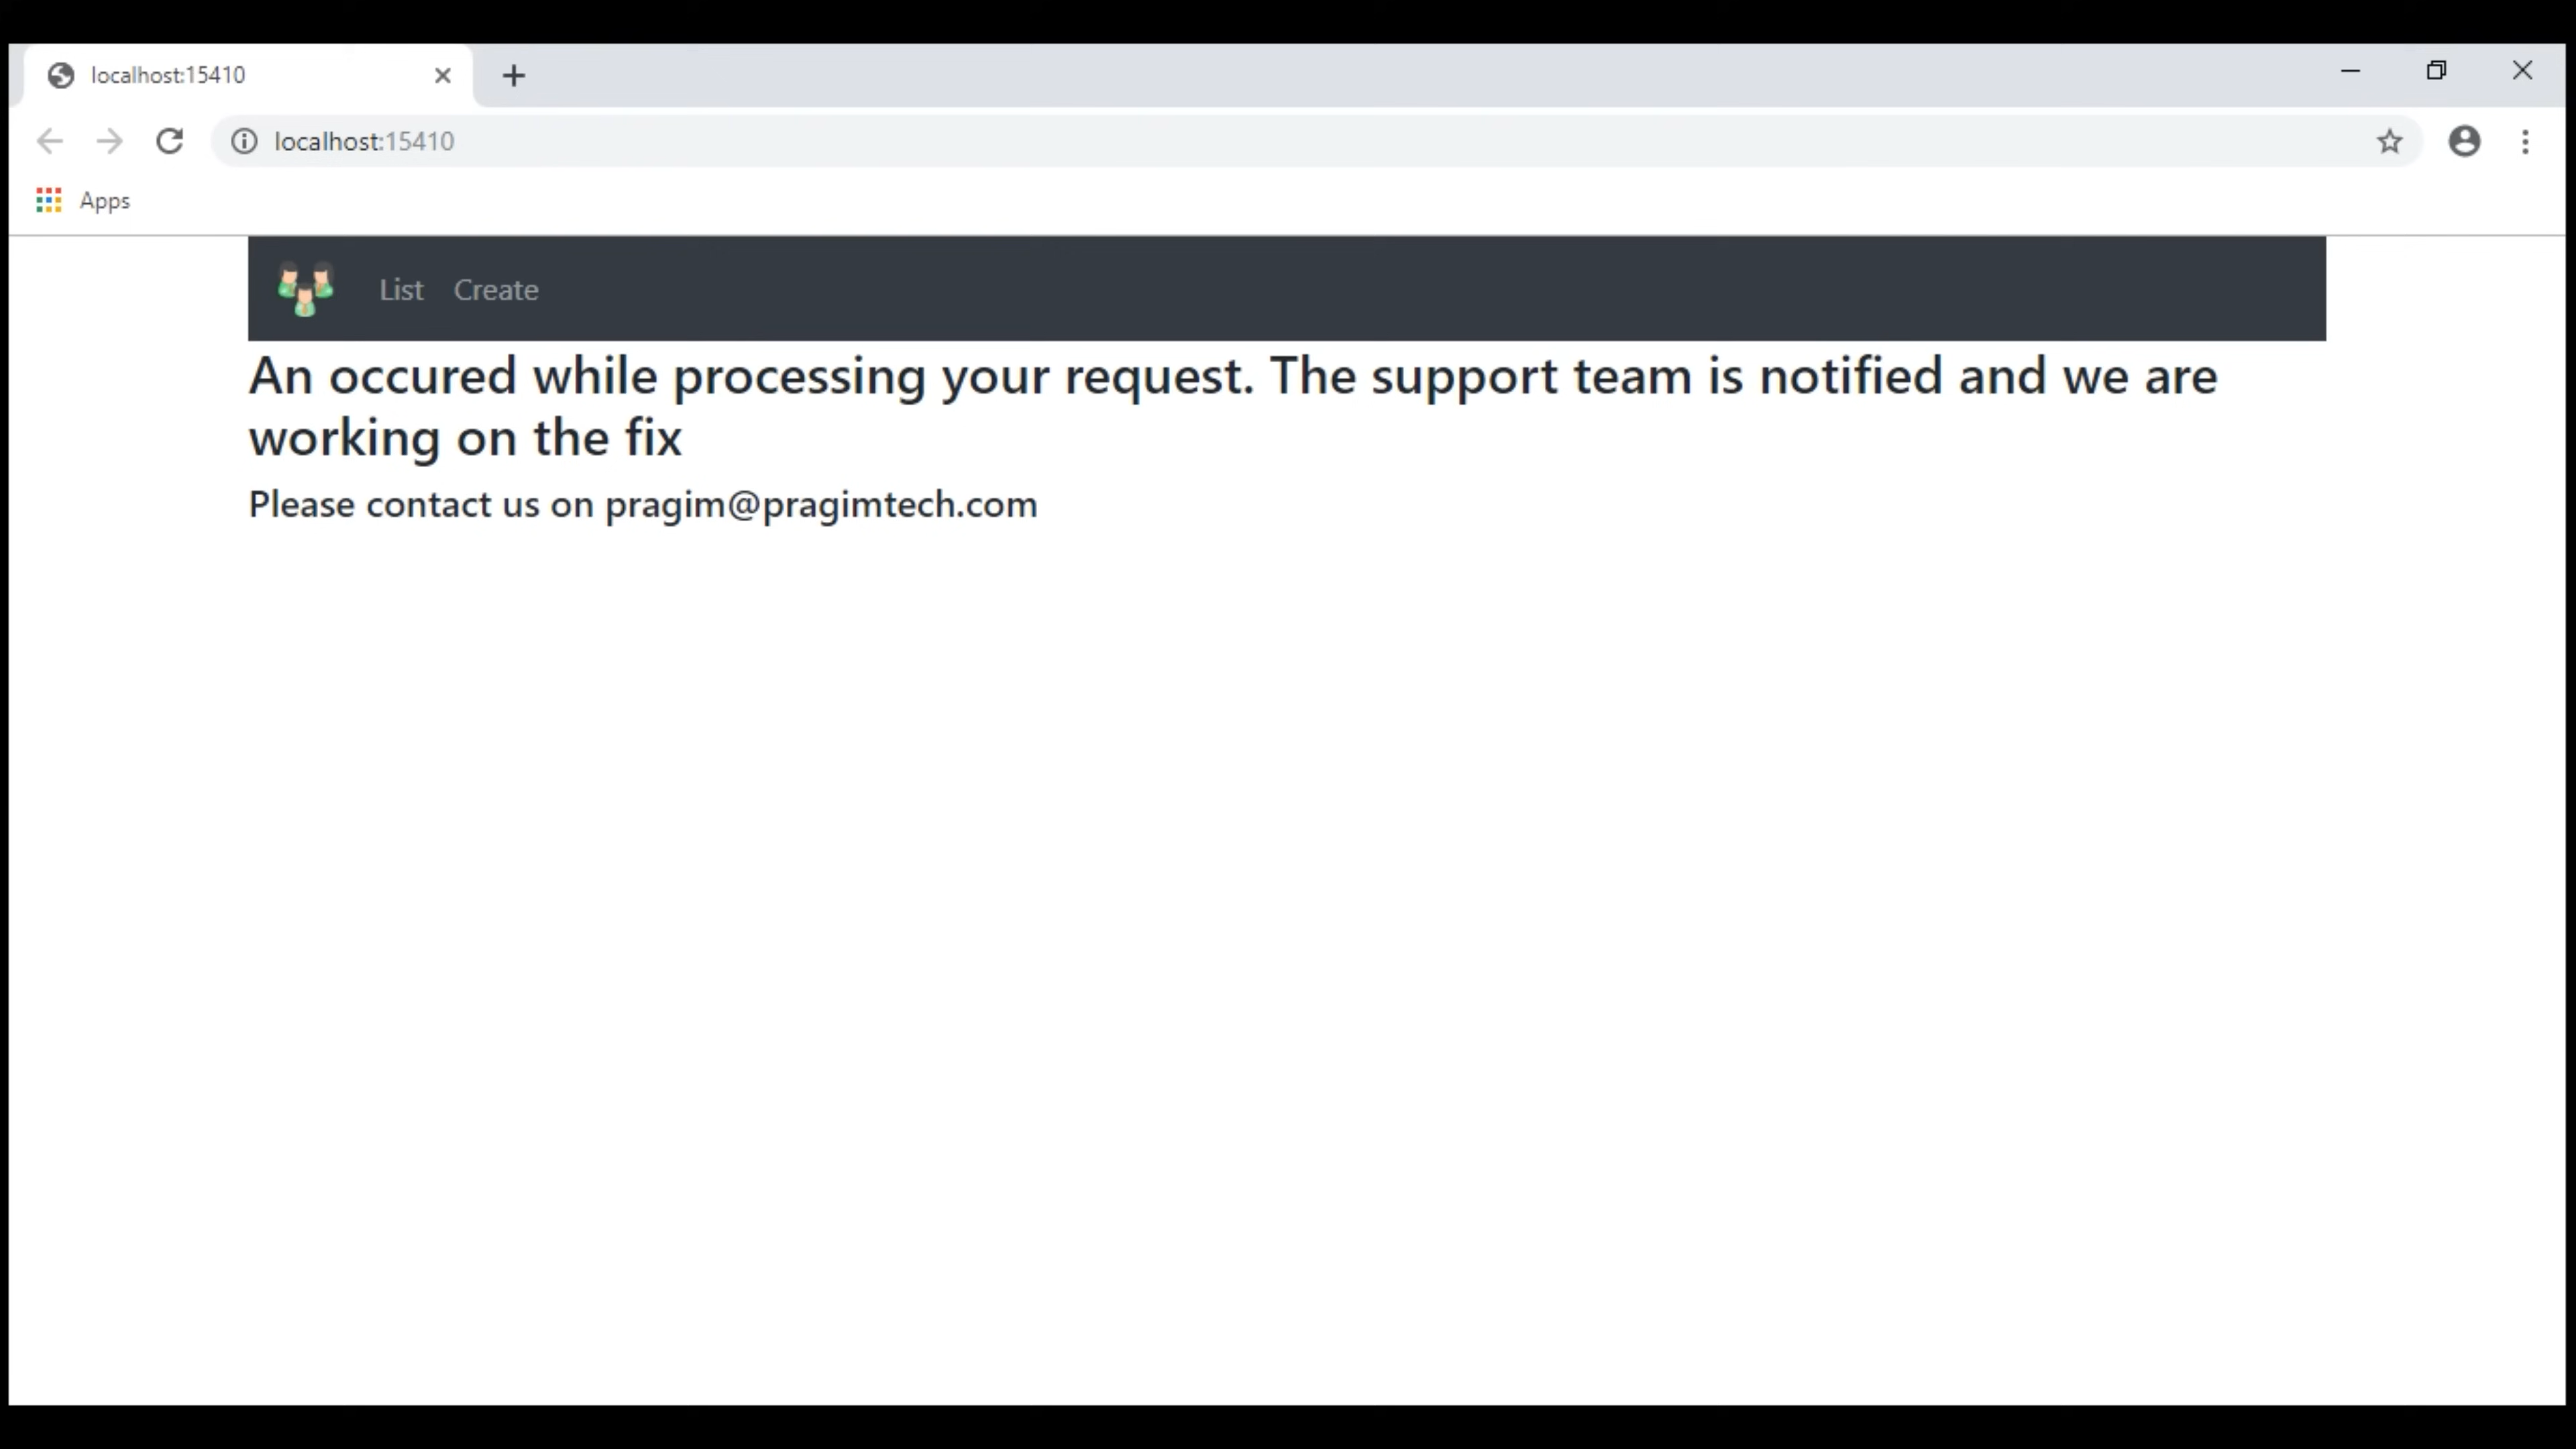 localhost:15410
localhost:15410
Apps
List Create
An occured while processing your request. The support team is notified and we are
working on the fix
Please contact us on pragim@pragimtech.com